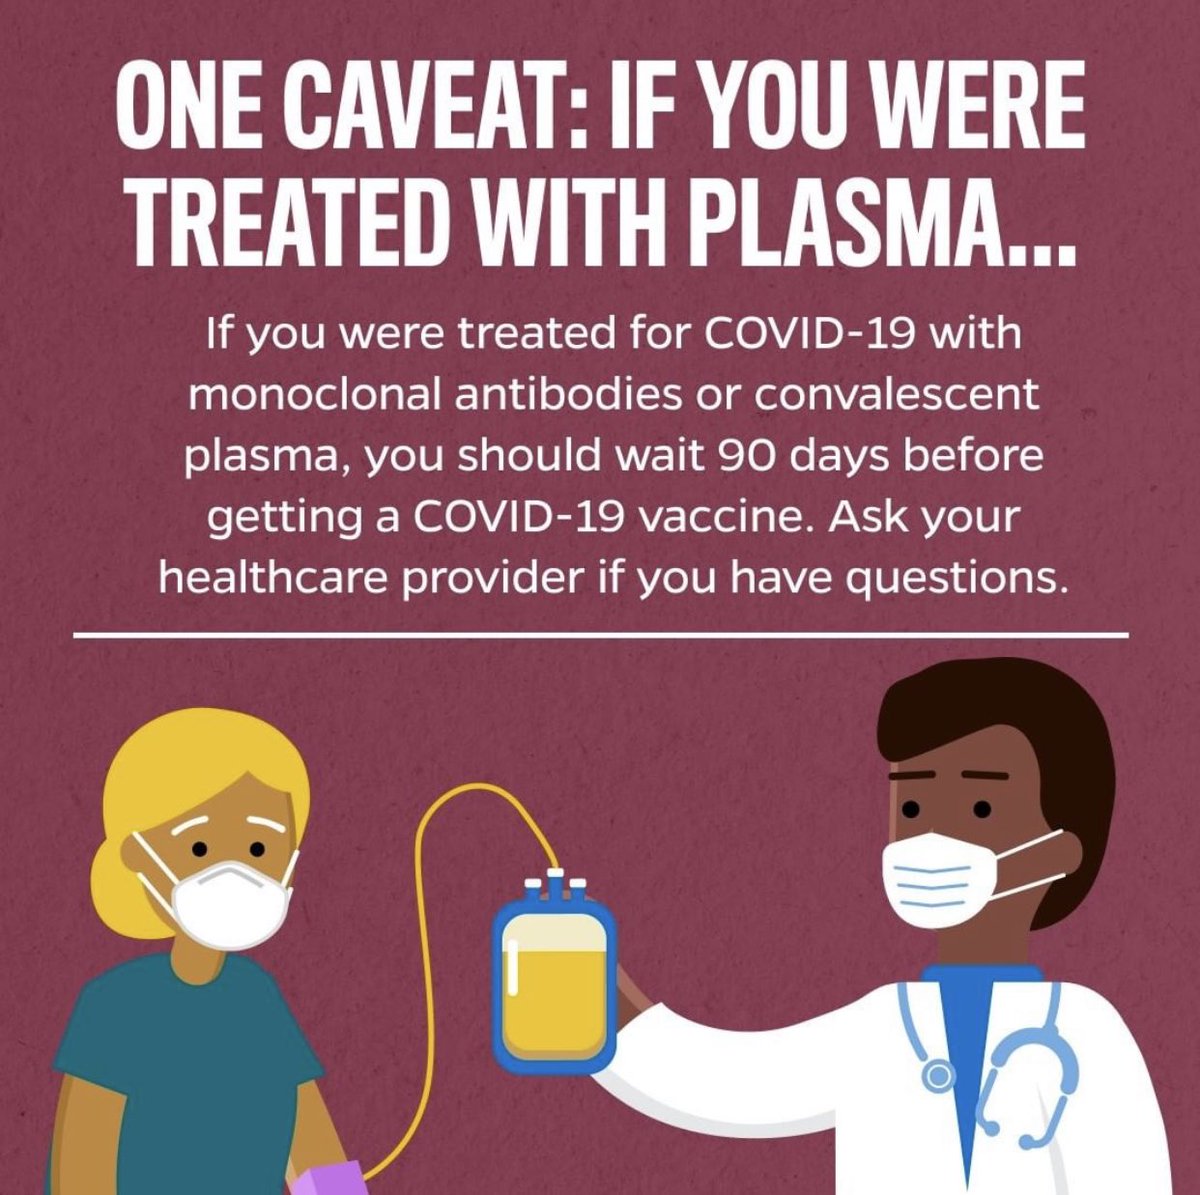 ONE CAVEAT: IF YOU WERE
TREATED WITH PLASMA...
If you were treated for COVID-19 with
monoclonal antibodies or convalescent
plasma, you should wait 90 days before
getting a COVID-19 vaccine. Ask your
healthcare provider if you have questions.